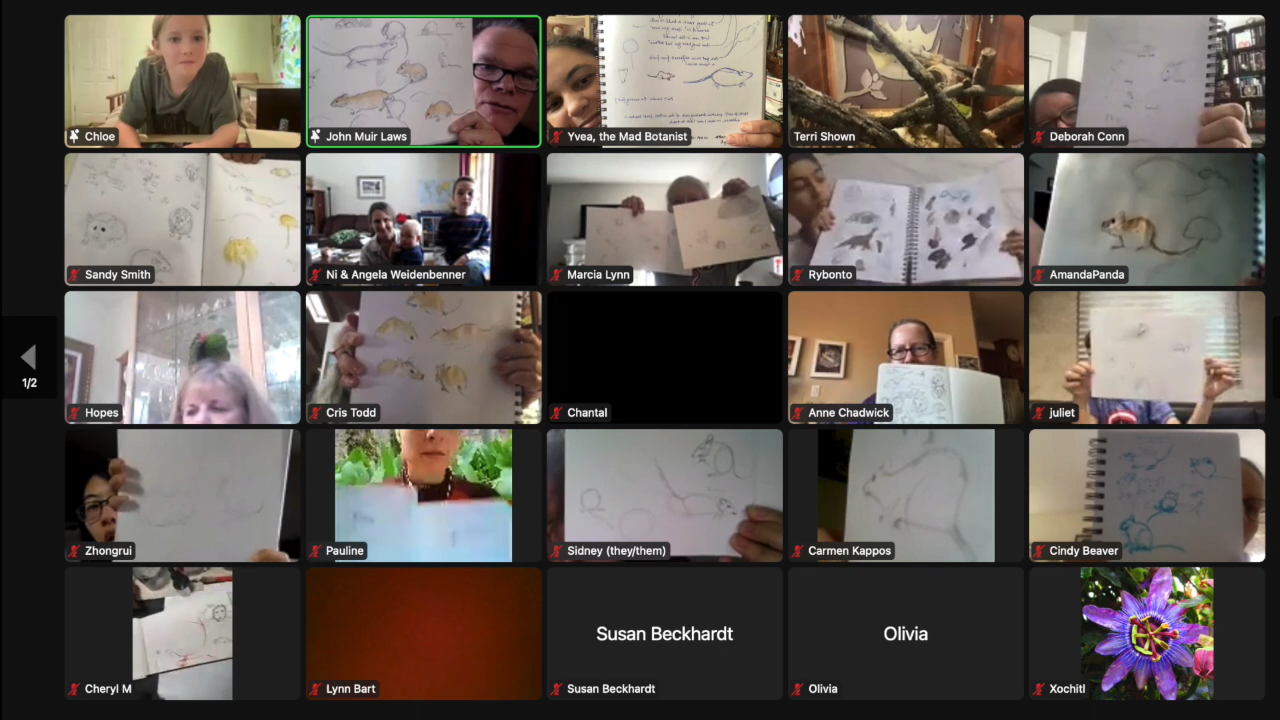 Chloe
John Muir Laws
Yvea, the Mad Botanist
Terri Shown
Deborah Conn
Sandy Smith
Ni & Angela Weidenbenner
Marcia Lynn
Rybonto
AmandaPanda
1/2
Hopes
Cris Todd
Chantal
Anne Chadwick
juliet
Zhongrui
Pauline
Sidney (they/them)
Carmen Kappos
Cindy Beaver
Susan Beckhardt
Olivia
Cheryl M
Lynn Bart
Susan Beckhardt
Olivia
Xochitl